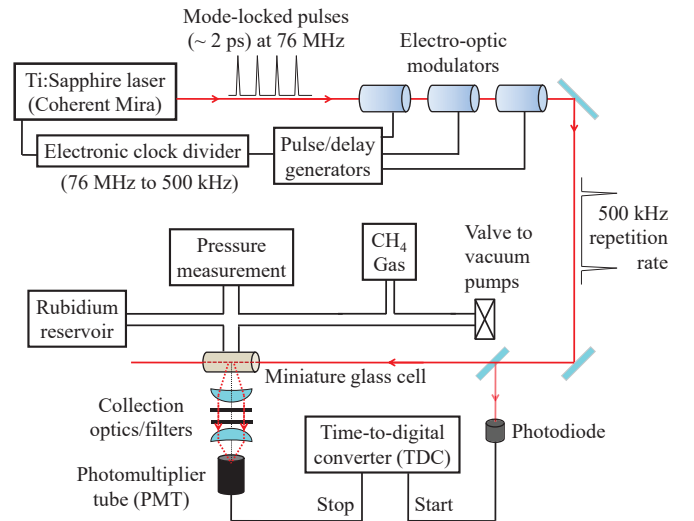 Mode-locked pulses
(~ 2 ps) at 76 MHz
Electro-optic
modulators
Ti:Sapphire laser
(Coherent Mira)
Electronic clock divider
(76 MHz to 500 kHz)
Pulse/delay
generators
500 kHz
repetition
rate
Pressure
measurement
CH₄
Gas
Valve to
vacuum
pumps
Rubidium
reservoir
Miniature glass cell
Collection
optics/filters
Time-to-digital
converter (TDC)
Photodiode
Photomultiplier
tube (PMT)
Stop
Start